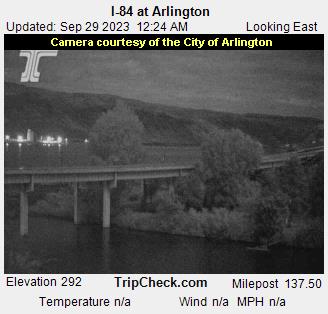 I-84 at Arlington
Updated: Sep 29 2023 12:24 AM Looking East
Camera courtesy of the City of Arlington
Elevation 292 TripCheck.com Milepost 137.50
Temperature n/a Wind n/a MPH n/a